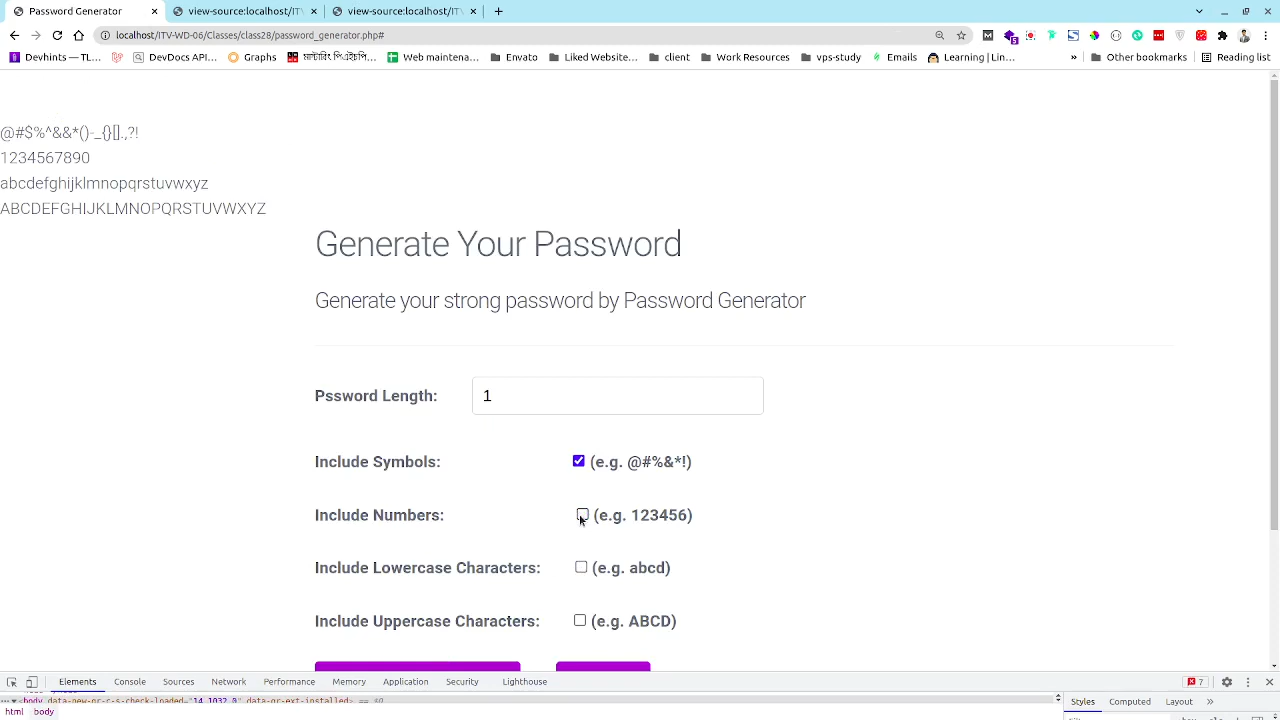 Password Generator
view-source:localhost/ITV
view-source:localhost/ITV
localhost/ITV-WD-06/Classes/class28/password_generator.php#
Devhints — TL...
DevDocs API...
Graphs
Web maintena...
Envato
Liked Website...
client
Work Resources
vps-study
Emails
Learning | Lin...
»
Other bookmarks
Reading list
@#$%^&&*()-_{}[].,?!
1234567890
abcdefghijklmnopqrstuvwxyz
ABCDEFGHIJKLMNOPQRSTUVWXYZ
Generate Your Password
Generate your strong password by Password Generator
Pssword Length:
1
Include Symbols:
(e.g. @#%&*!)
Include Numbers:
(e.g. 123456)
Include Lowercase Characters:
(e.g. abcd)
Include Uppercase Characters:
(e.g. ABCD)
Elements
Console
Sources
Network
Performance
Memory
Application
Security
Lighthouse
7
Styles
Computed
Layout
»
html
body